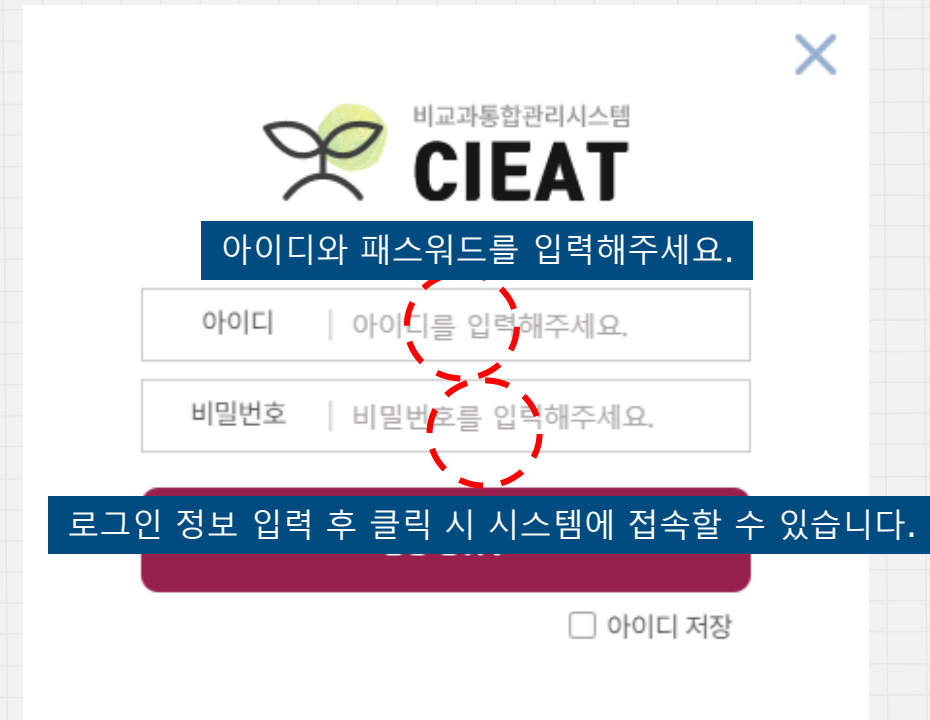 비교과통합관리시스템
CIEAT
아이디와 패스워드를 입력해주세요.
아이디 아이디를 입력해주세요.
비밀번호 비밀번호를 입력해주세요.
로그인 정보 입력 후 클릭 시 시스템에 접속할 수 있습니다.
아이디 저장